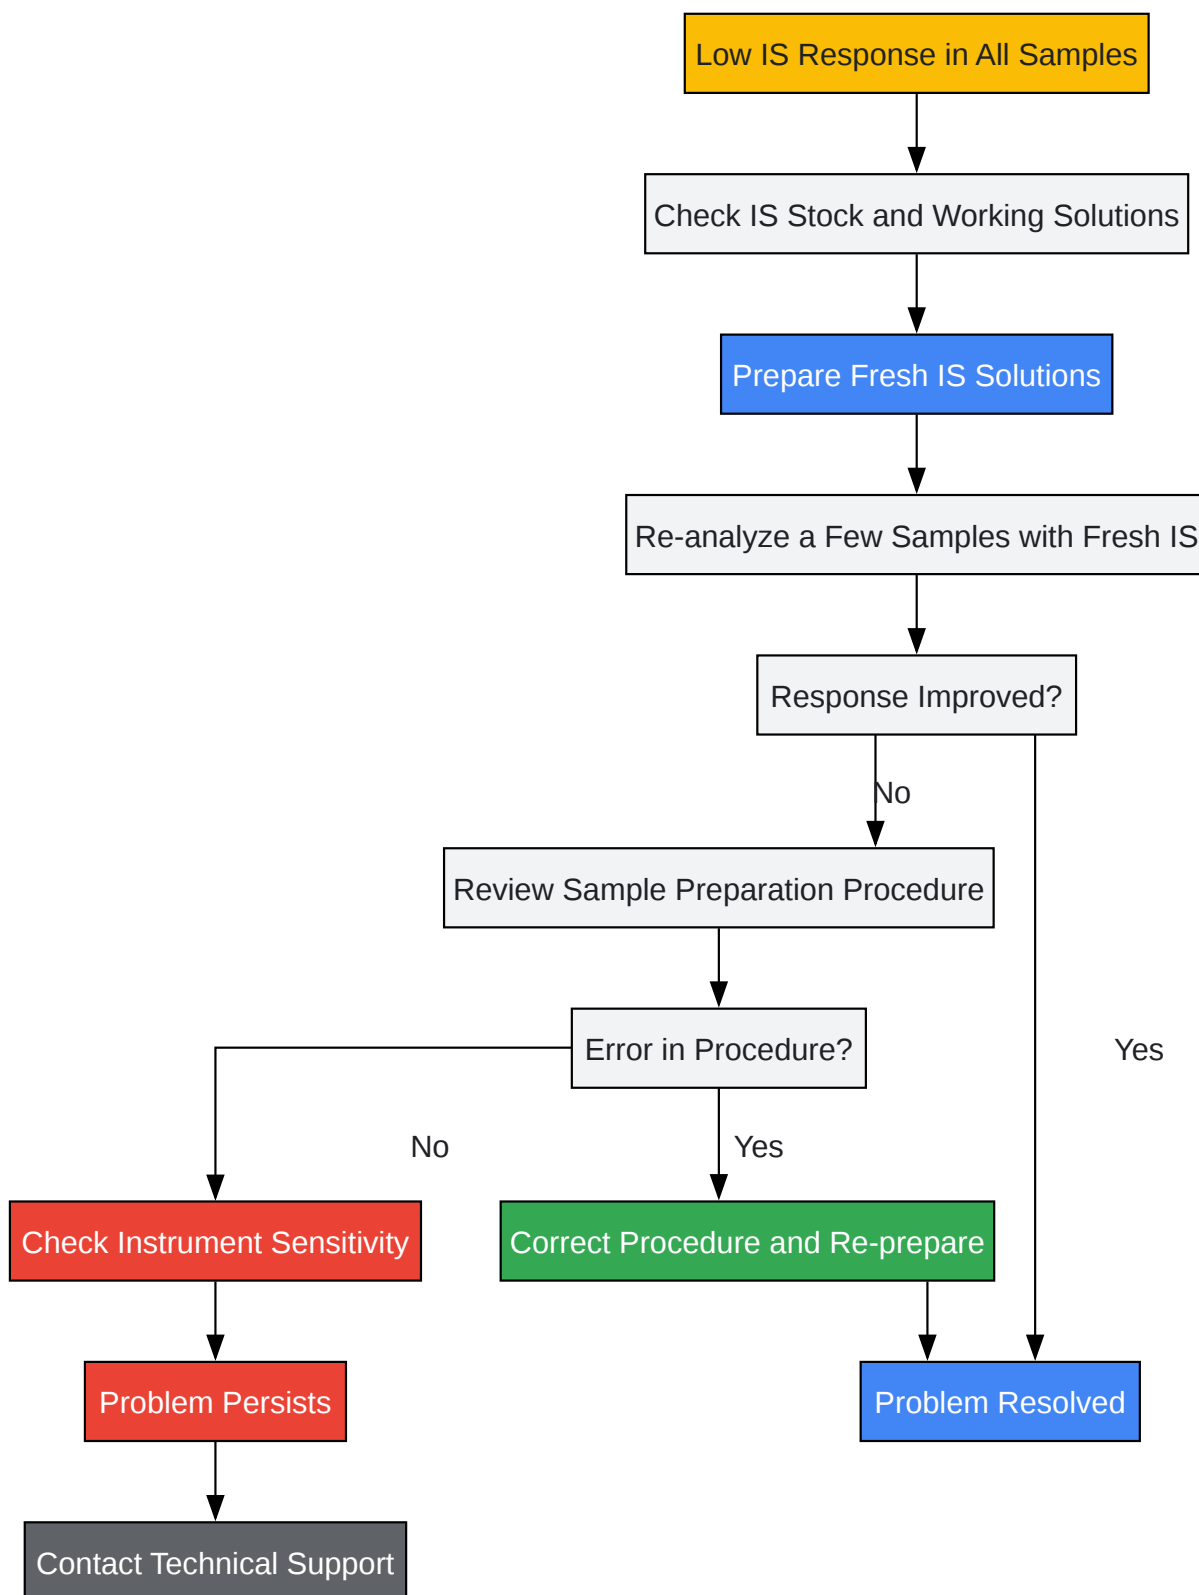 Low IS Response in All Samples
Check IS Stock and Working Solutions
Prepare Fresh IS Solutions
Re-analyze a Few Samples with Fresh IS
Response Improved?
No
Review Sample Preparation Procedure
Error in Procedure?
Yes
No
Yes
Check Instrument Sensitivity
Correct Procedure and Re-prepare
Problem Persists
Problem Resolved
Contact Technical Support